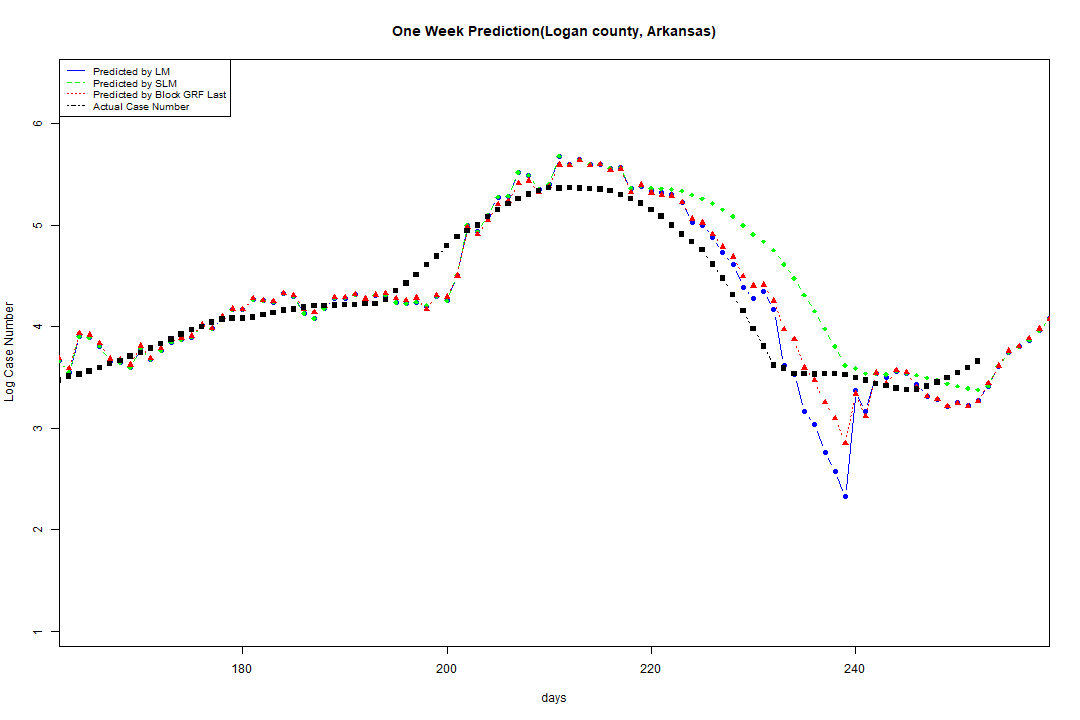 One Week Prediction(Logan county, Arkansas)
Predicted by LM
Predicted by SLM
Predicted by Block GRF Last
Actual Case Number
6
5
4
3
2
1
Log Case Number
180
200
220
240
days